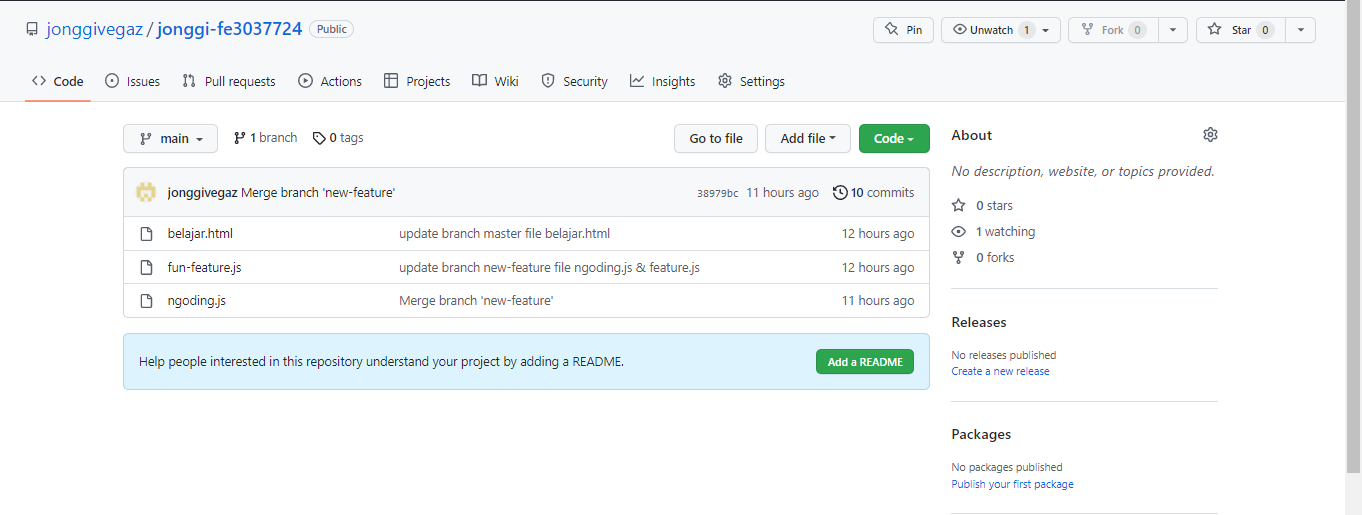 jonggivegaz / jonggi-fe3037724 Public Pin Unwatch 1 Fork 0 Star 0
Code Issues Pull requests Actions Projects Wiki Security Insights Settings
main 1 branch 0 tags Go to file Add file Code
jonggivegaz Merge branch 'new-feature' 38979bc 11 hours ago 10 commits
belajar.html update branch master file belajar.html 12 hours ago
fun-feature.js update branch new-feature file ngoding.js & feature.js 12 hours ago
ngoding.js Merge branch 'new-feature' 11 hours ago
Help people interested in this repository understand your project by adding a README. Add a README
About
No description, website, or topics provided.
0 stars
1 watching
0 forks
Releases
No releases published
Create a new release
Packages
No packages published
Publish your first package